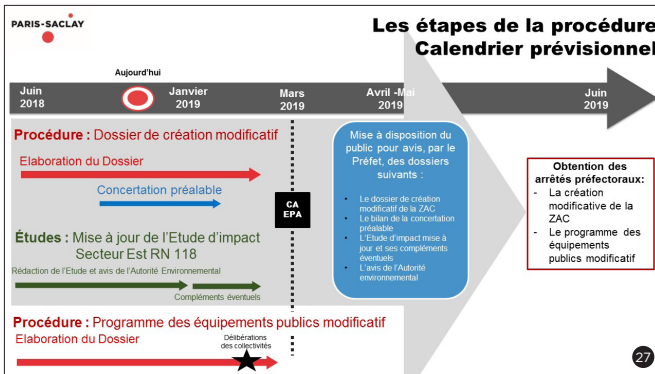 PARIS-SACLAY
Les étapes de la procédure
Calendrier prévisionnel
Aujourd'hui
Juin
2018
Janvier
2019
Mars
2019
Avril -Mai
2019
Juin
2019
Procédure : Dossier de création modificatif
Elaboration du Dossier
Concertation préalable
CA
EPA
Études : Mise à jour de l'Etude d'impact
Secteur Est RN 118
Rédaction de l'Etude et avis de l'Autorité Environnemental
Compléments éventuels
Procédure : Programme des équipements publics modificatif
Elaboration du Dossier
Délibérations
des collectivités
Mise à disposition du
public pour avis, par le
Préfet, des dossiers
suivants :
• Le dossier de création
modificatif de la ZAC
• Le bilan de la concertation
préalable
• L'Etude d'impact mise à
jour et ses compléments
éventuels
• L'avis de l'Autorité
environnemental
Obtention des
arrêtés préfectoraux:
- La création
modificative de la
ZAC
- Le programme des
équipements
publics modificatif
27